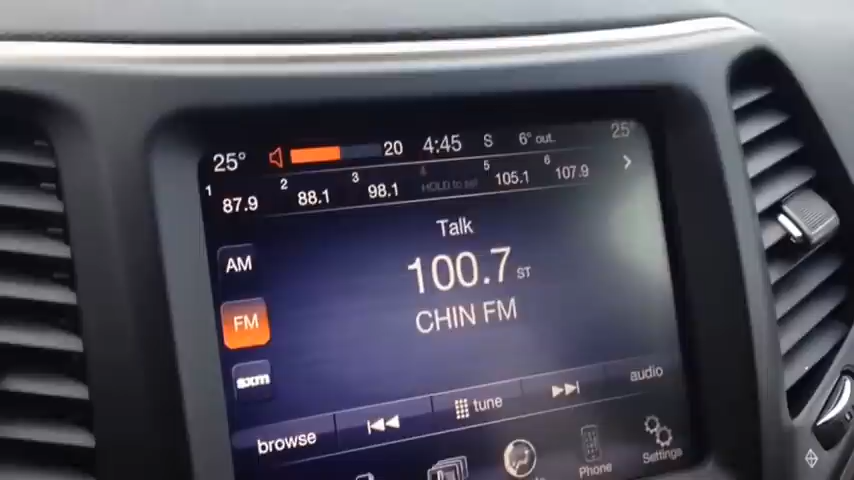 25° 20 4:45 S 6° out 25°
1 87.9 2 88.1 3 98.1 4 HOLD to set 5 105.1 6 107.9
Talk
AM
100.7 ST
FM
CHIN FM
sxm
browse tune audio
Phone Settings